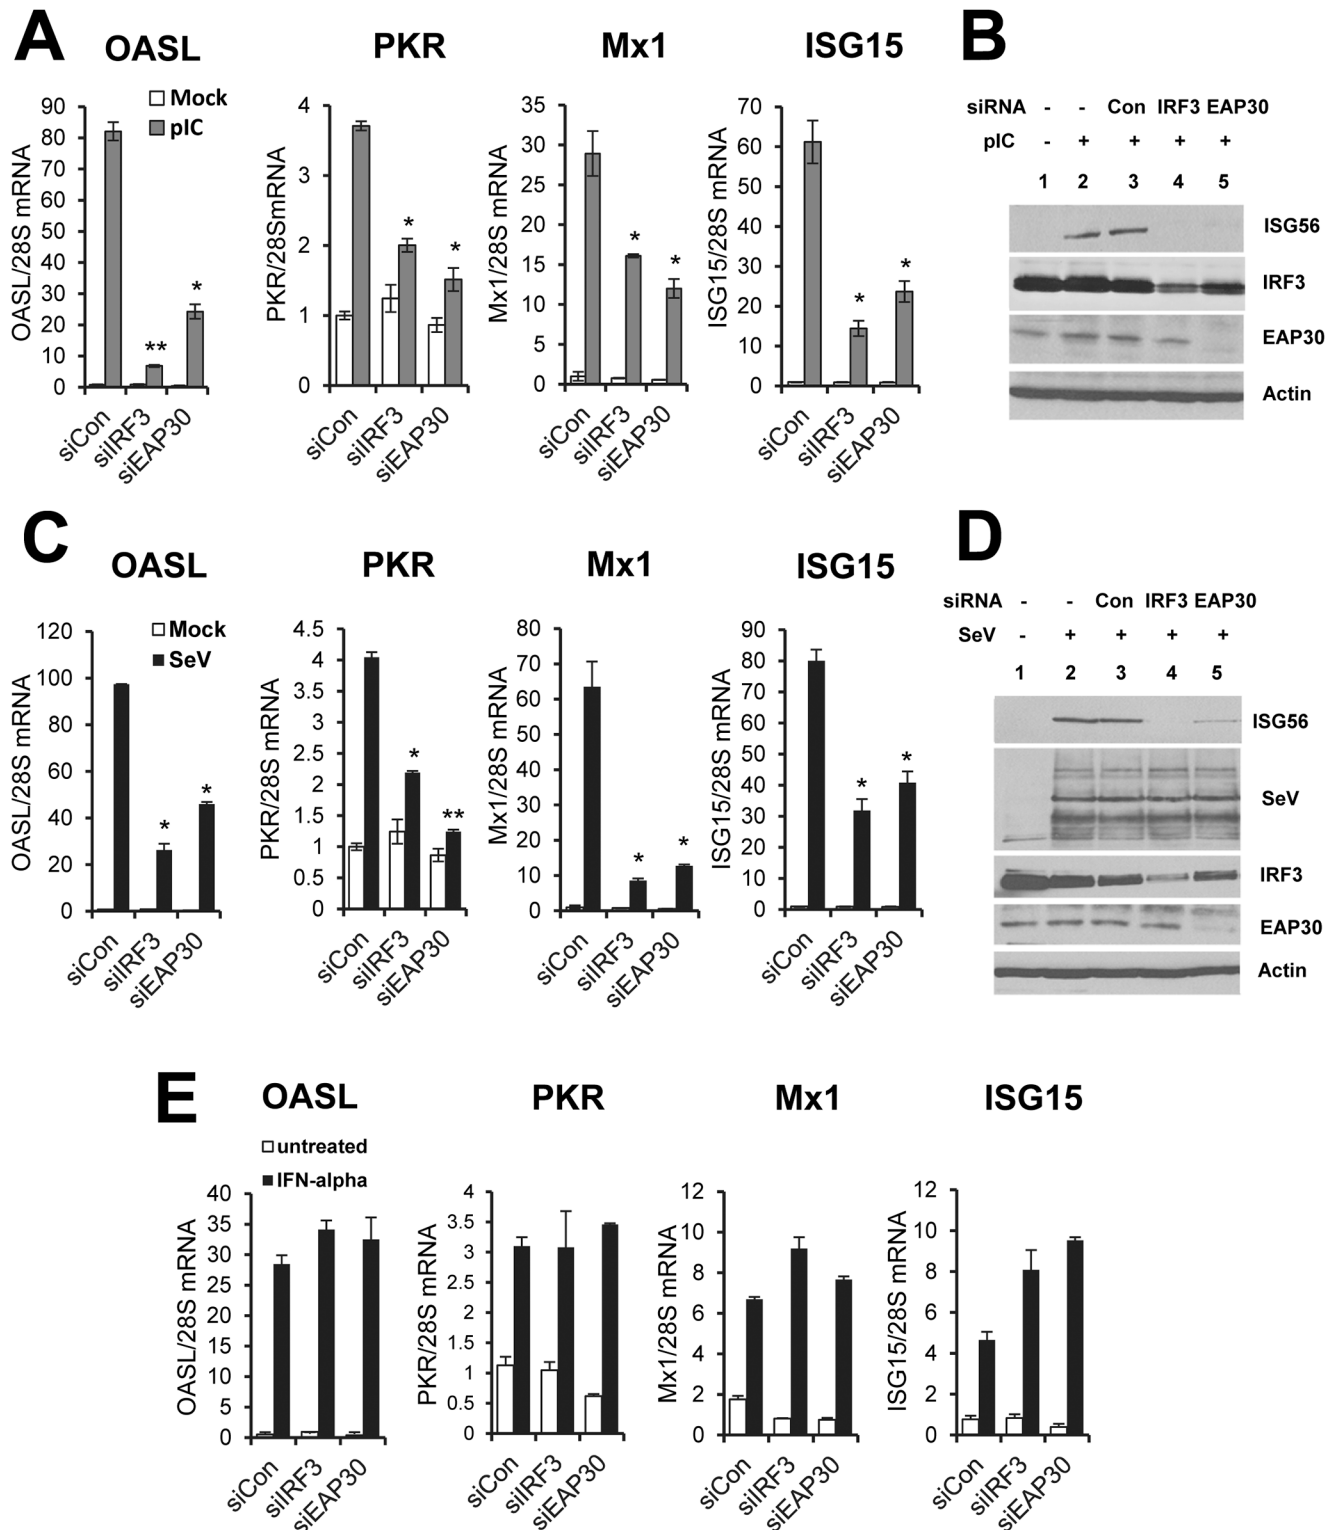 A
OASL
PKR
Mx1
ISG15
Mock
pIC
OASL/28S mRNA
90
80
70
60
50
40
30
20
10
0
siCon
siIRF3
**
siEAP30
*
PKR/28SmRNA
4
3
2
1
0
siCon
siIRF3
*
siEAP30
*
Mx1/28S mRNA
35
30
25
20
15
10
5
0
siCon
siIRF3
*
siEAP30
*
ISG15/28S mRNA
70
60
50
40
30
20
10
0
siCon
siIRF3
*
siEAP30
*
B
siRNA - - Con IRF3 EAP30
pIC - + + + +
1 2 3 4 5
ISG56
IRF3
EAP30
Actin
C
OASL
PKR
Mx1
ISG15
Mock
SeV
OASL/28S mRNA
120
100
80
60
40
20
0
siCon
siIRF3
*
siEAP30
*
PKR/28S mRNA
4.5
4
3.5
3
2.5
2
1.5
1
0.5
0
siCon
siIRF3
*
siEAP30
**
Mx1/28S mRNA
80
70
60
50
40
30
20
10
0
siCon
siIRF3
*
siEAP30
*
ISG15/28S mRNA
90
80
70
60
50
40
30
20
10
0
siCon
siIRF3
*
siEAP30
*
D
siRNA - - Con IRF3 EAP30
SeV - + + + +
1 2 3 4 5
ISG56
SeV
IRF3
EAP30
Actin
E
OASL
PKR
Mx1
ISG15
untreated
IFN-alpha
OASL/28S mRNA
40
35
30
25
20
15
10
5
0
siCon
siIRF3
siEAP30
PKR/28S mRNA
4
3.5
3
2.5
2
1.5
1
0.5
0
siCon
siIRF3
siEAP30
Mx1/28S mRNA
12
10
8
6
4
2
0
siCon
siIRF3
siEAP30
ISG15/28S mRNA
12
10
8
6
4
2
0
siCon
siIRF3
siEAP30